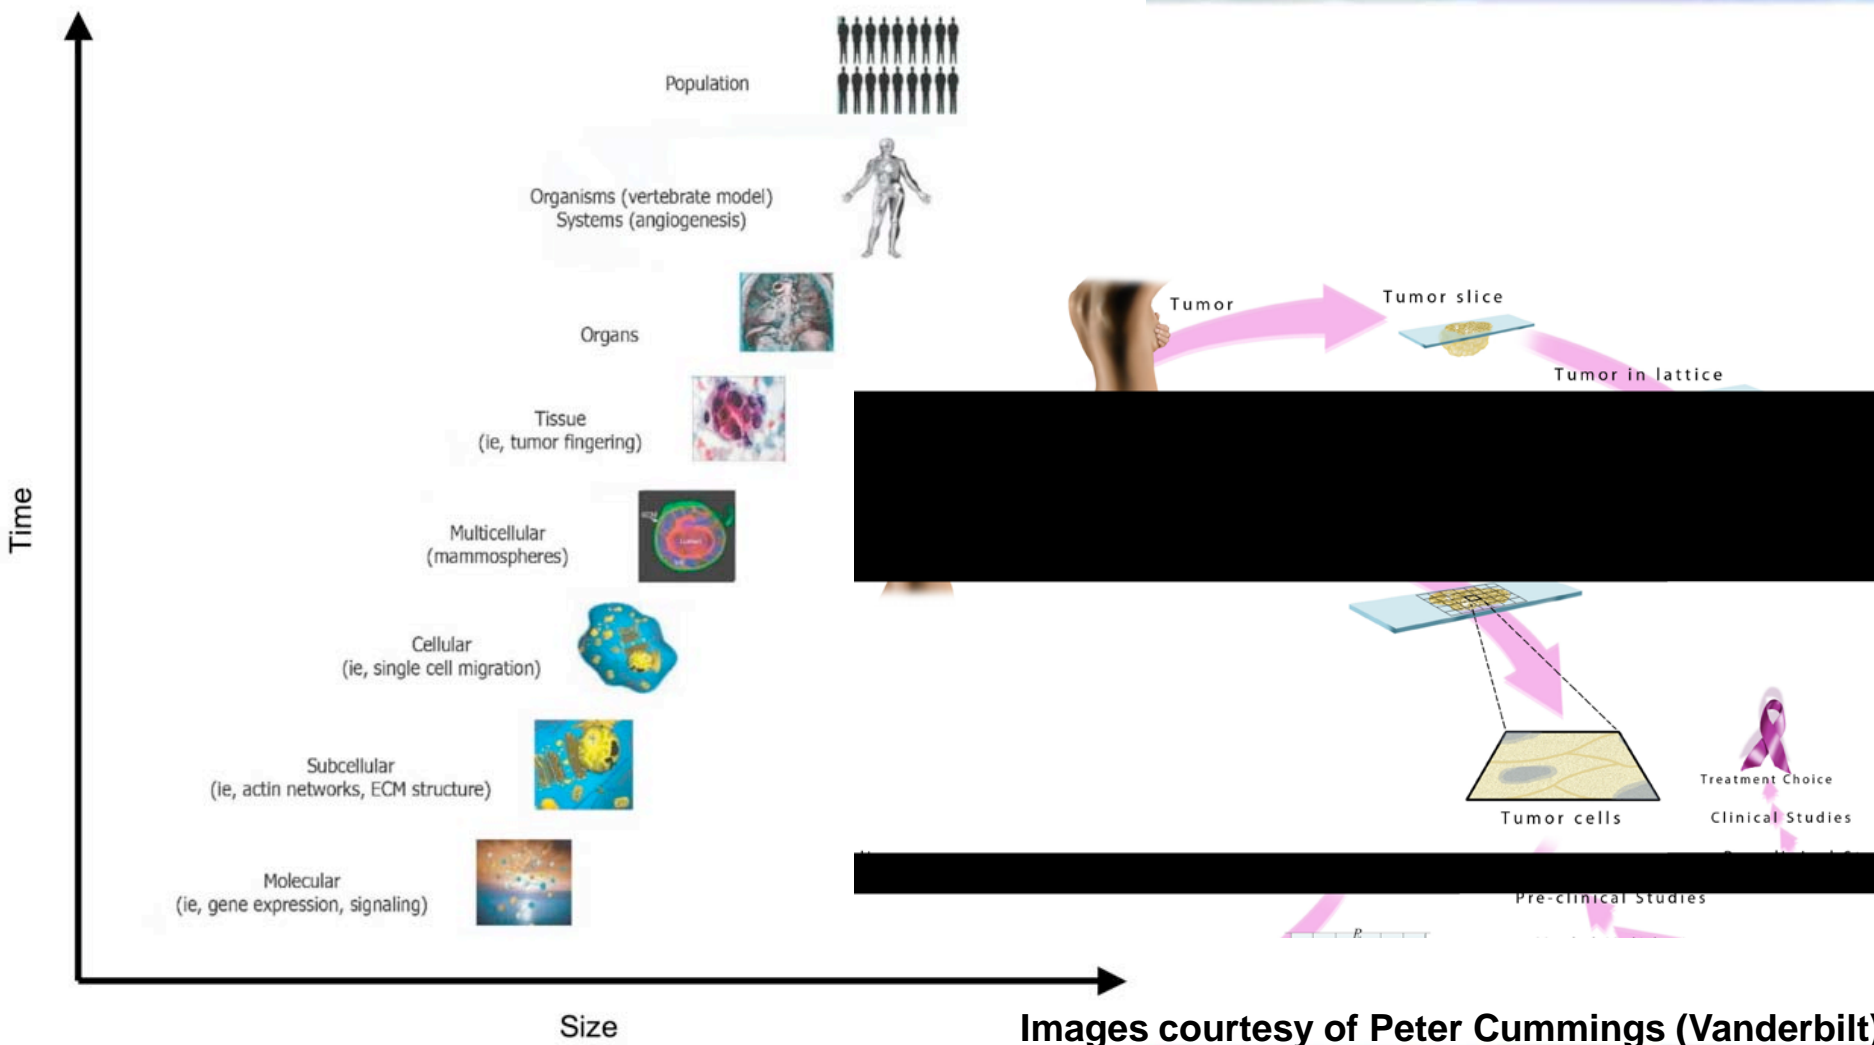 Population
Organisms (vertebrate model)
Systems (angiogenesis)
Organs
Tissue
(ie, tumor fingering)
Multicellular
(mammospheres)
Cellular
(ie, single cell migration)
Subcellular
(ie, actin networks, ECM structure)
Molecular
(ie, gene expression, signaling)
Time
Size
Tumor
Tumor slice
Tumor in lattice
Tumor cells
Treatment Choice
Clinical Studies
Pre-clinical Studies
Images courtesy of Peter Cummings (Vanderbilt)